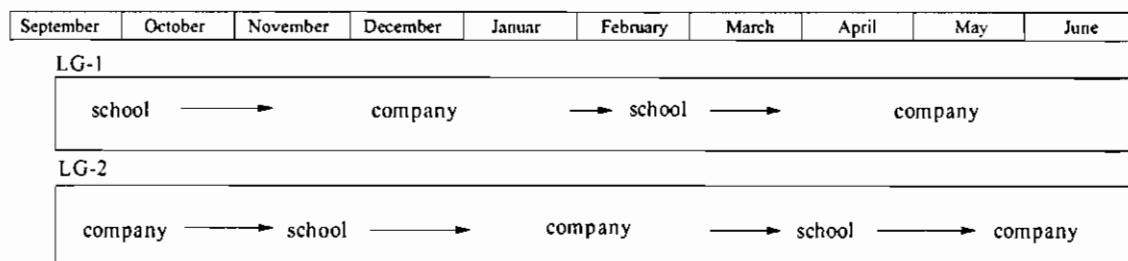 September October November December Januar February March April May June
LG-1
school company school company
LG-2
company school company school company